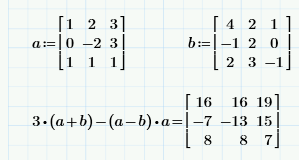 a:=[1 2 3] b:=[4 2 1]
[0 −2 3] [−1 2 0]
[1 1 1] [2 3 −1]
3·(a+b)−(a−b)·a=[16 16 19]
[−7 −13 15]
[8 8 7]